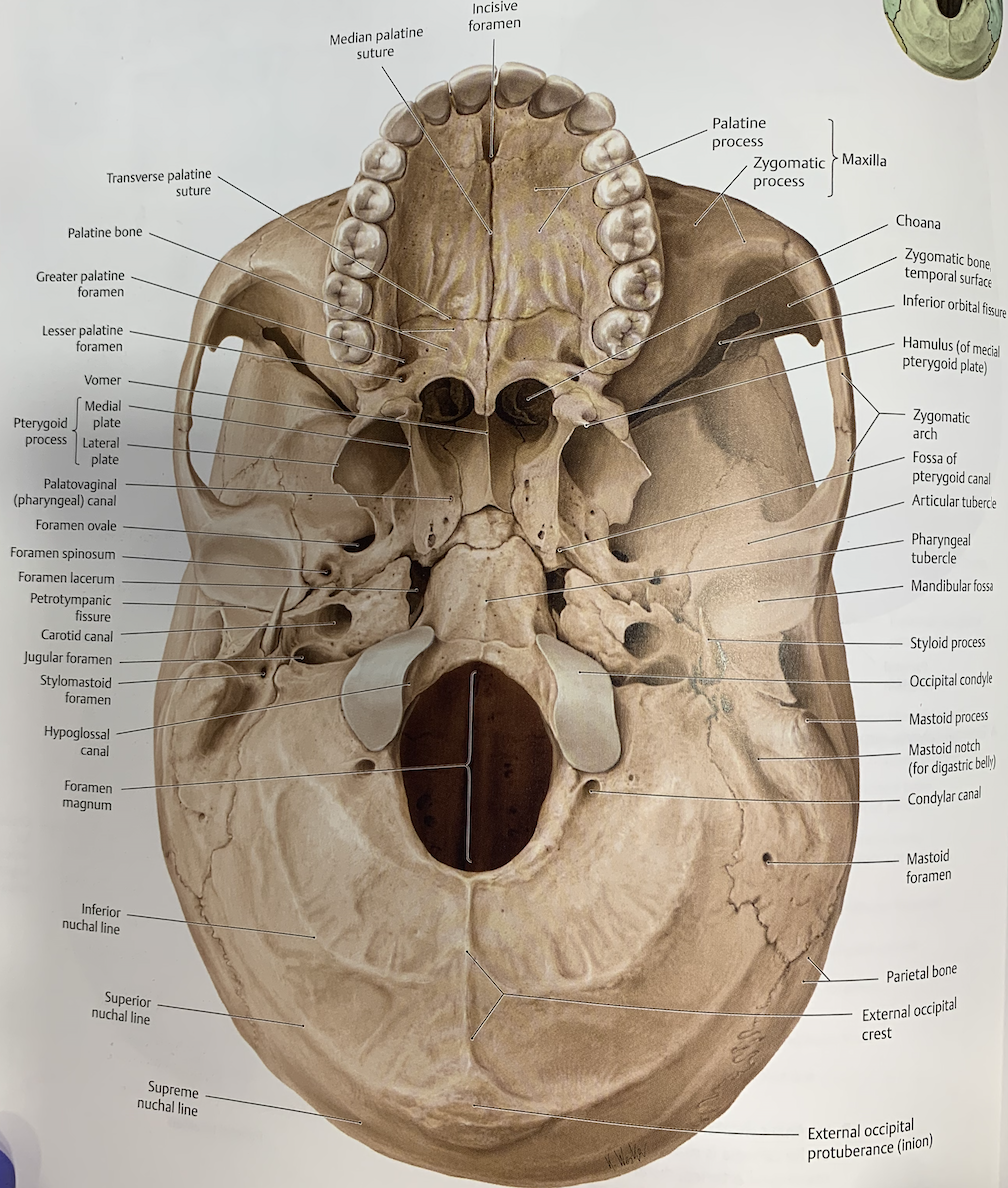 Incisive
foramen
Median palatine
suture
Palatine
process
Zygomatic
process
Maxilla
Transverse palatine
suture
Palatine bone
Greater palatine
foramen
Lesser palatine
foramen
Vomer
Pterygoid
process
Medial
plate
Lateral
plate
Palatovaginal
(pharyngeal) canal
Foramen ovale
Foramen spinosum
Foramen lacerum
Petrotympanic
fissure
Carotid canal
Jugular foramen
Stylomastoid
foramen
Hypoglossal
canal
Foramen
magnum
Inferior
nuchal line
Superior
nuchal line
Supreme
nuchal line
Choana
Zygomatic bone,
temporal surface
Inferior orbital fissure
Hamulus (of medial
pterygoid plate)
Zygomatic
arch
Fossa of
pterygoid canal
Articular tubercle
Pharyngeal
tubercle
Mandibular fossa
Styloid process
Occipital condyle
Mastoid process
Mastoid notch
(for digastric belly)
Condylar canal
Mastoid
foramen
Parietal bone
External occipital
crest
External occipital
protuberance (inion)